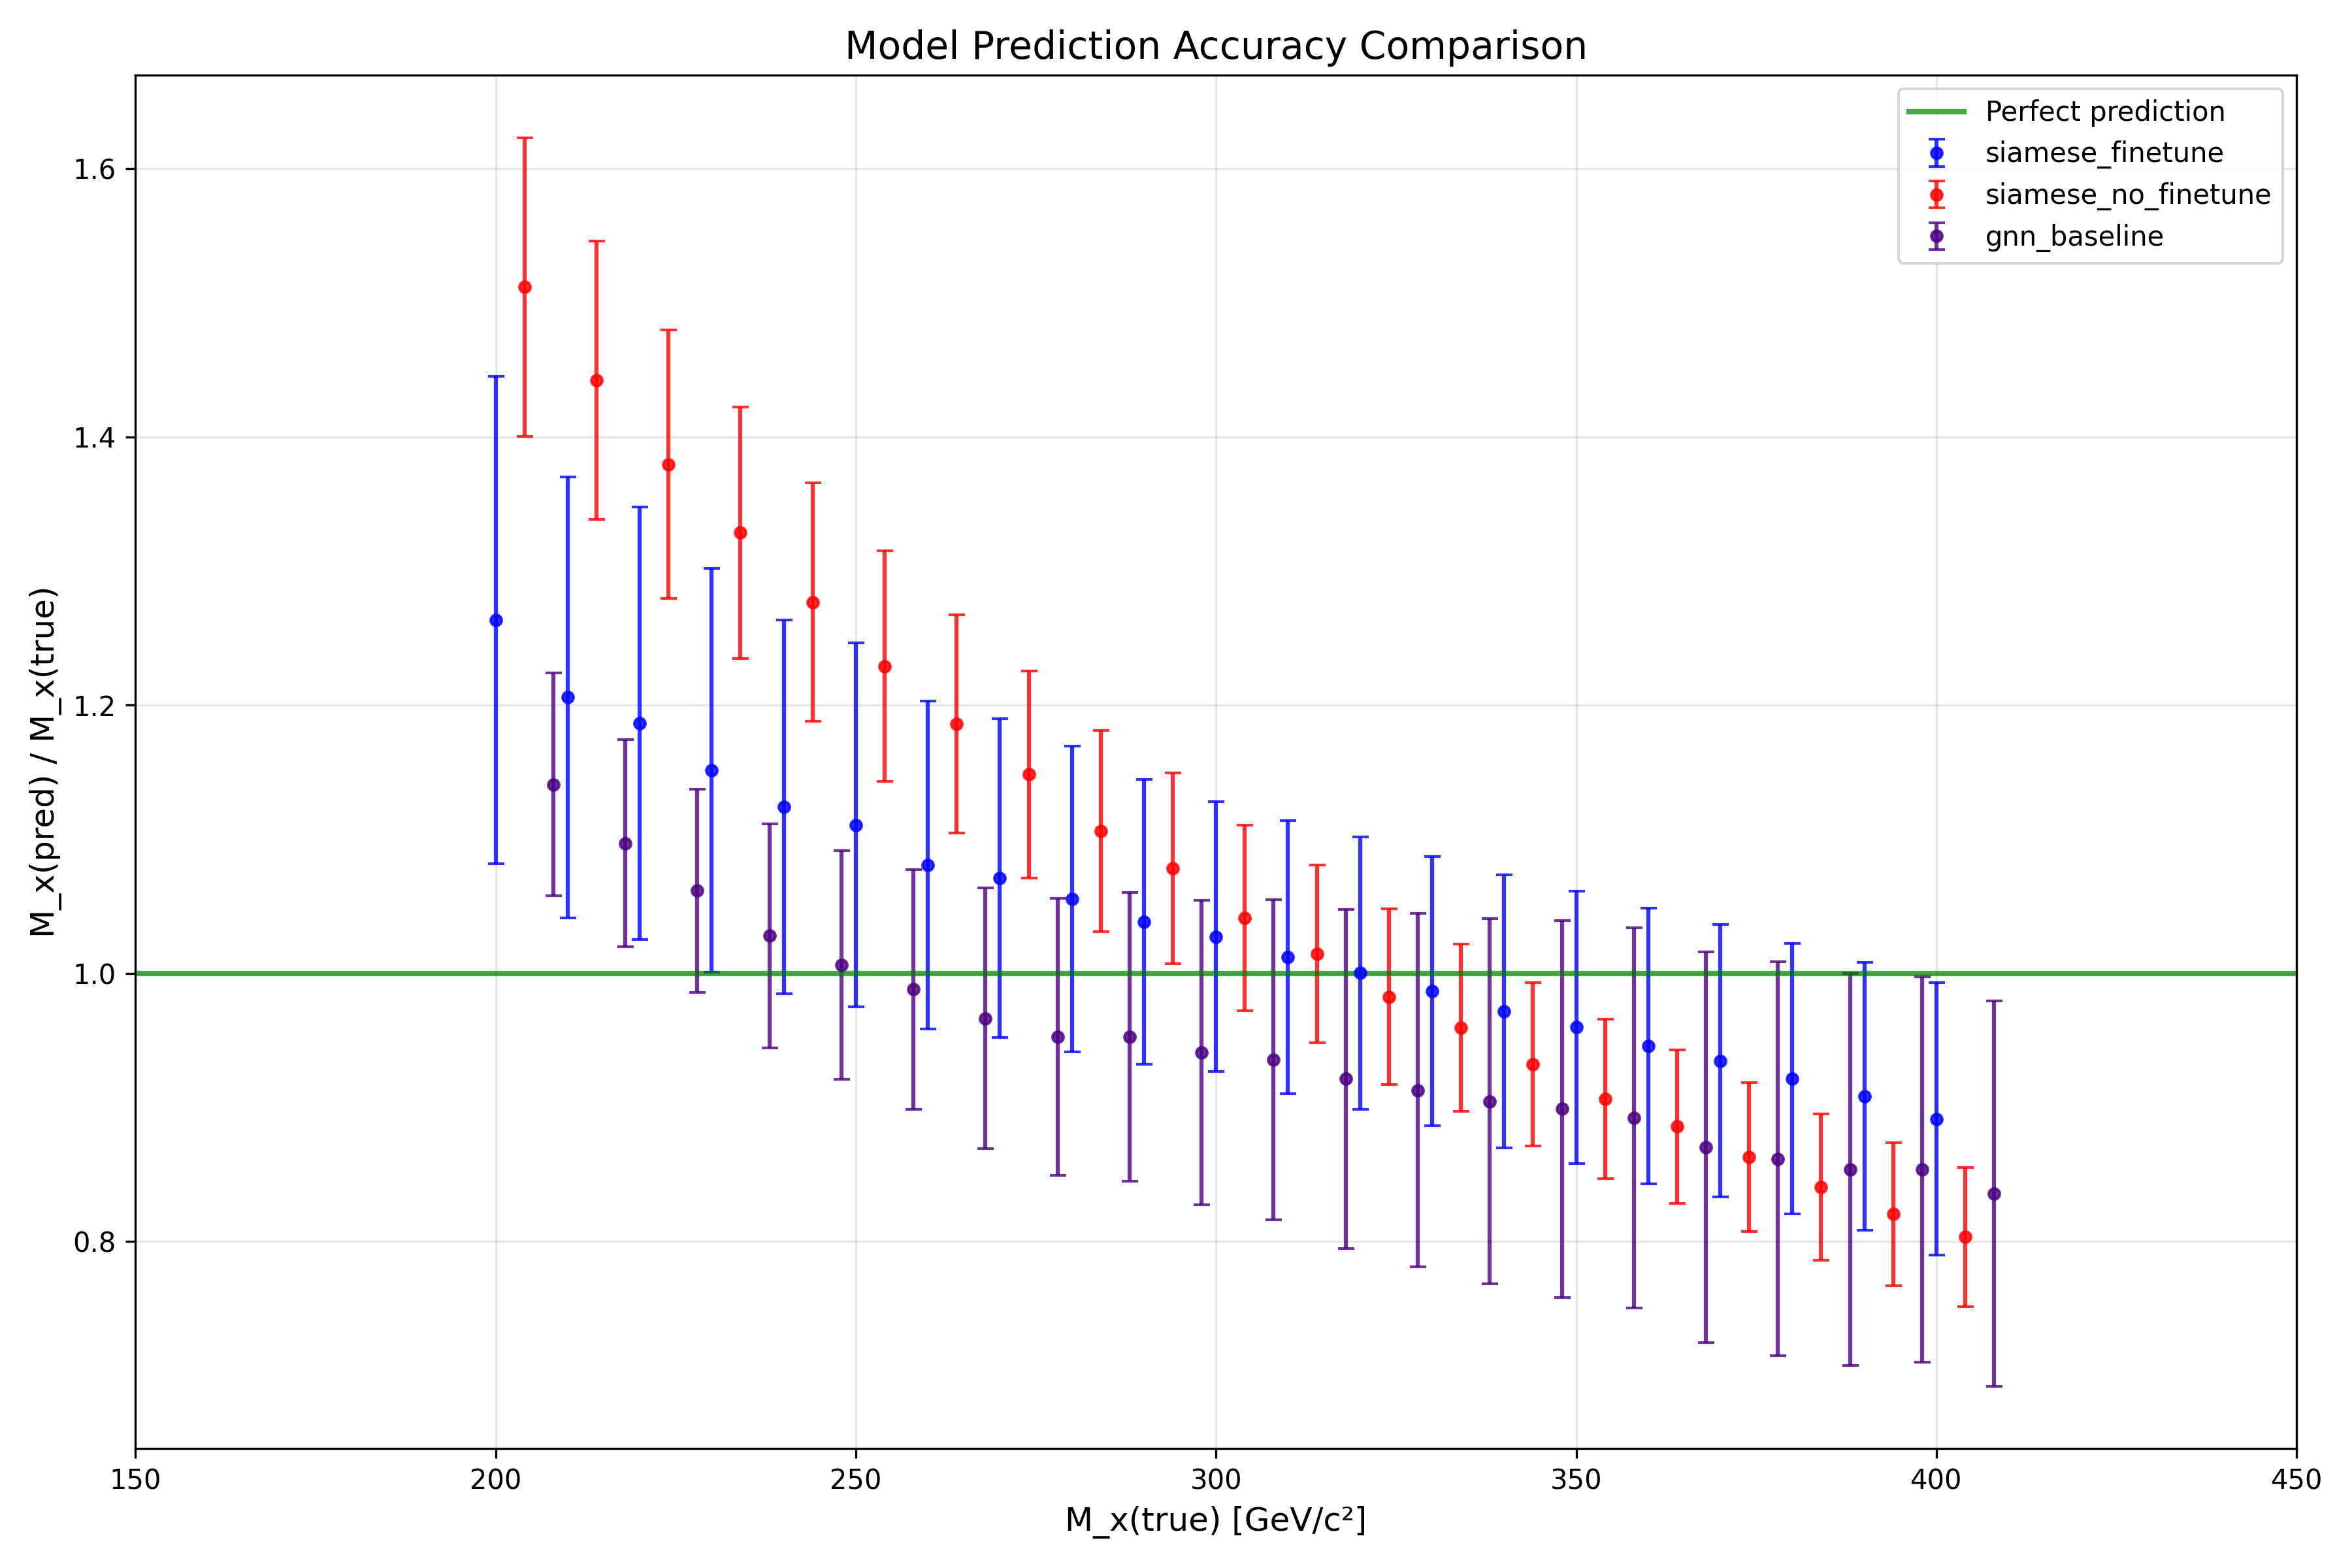 Model Prediction Accuracy Comparison
Perfect prediction
siamese_finetune
siamese_no_finetune
gnn_baseline
M_x(pred) / M_x(true)
1.6
1.4
1.2
1.0
0.8
150 200 250 300 350 400 450
M_x(true) [GeV/c²]